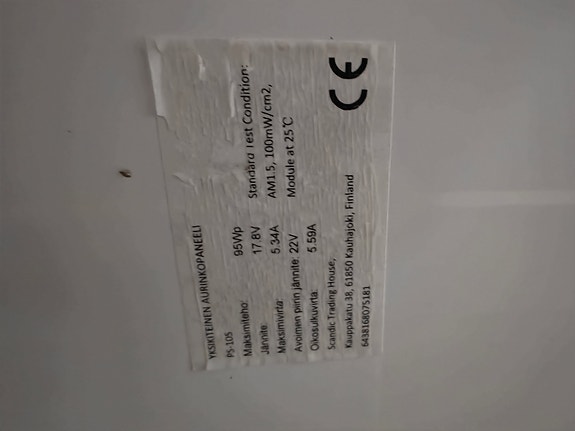 YKSIKITEINEN AURINKOPANEELI
PS-105
Maksimiteho: 95Wp
Jännite: 17.8V
Maksimivirta: 5.34A
Avoimen piirin jännite: 22V
Oikosulkuvirta: 5.59A
Standard Test Condition:
AM1.5, 100mW/cm2,
Module at 25℃
Scandic Trading House,
Kauppakatu 38, 61850 Kauhajoki, Finland
6438168075181
CE